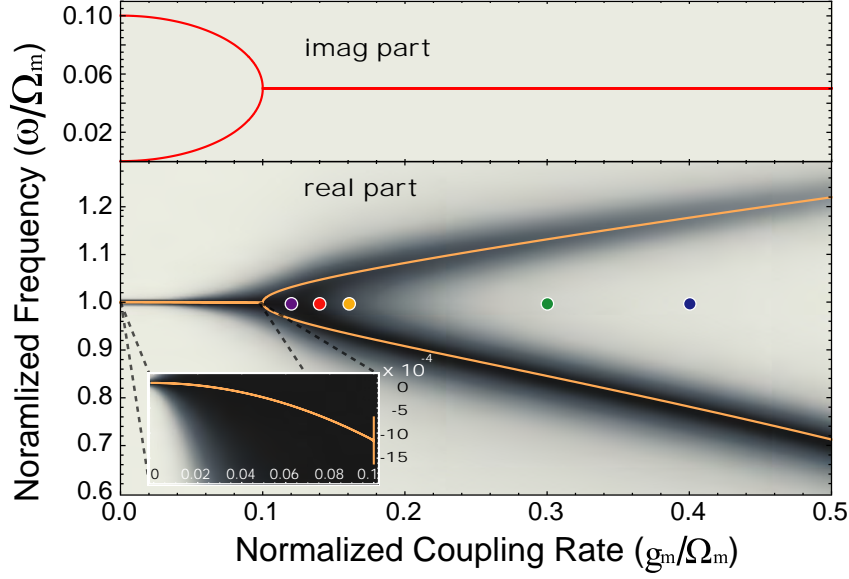 0.10
0.06
0.02
imag part
Noramlized Frequency (ω/Ωm)
real part
1.2
1.1
1.0
0.9
0.8
0.7
0.6
x 10 -4
0
-5
-10
-15
0 0.02 0.04 0.06 0.08 0.1
0.0 0.1 0.2 0.3 0.4 0.5
Normalized Coupling Rate (gm/Ωm)